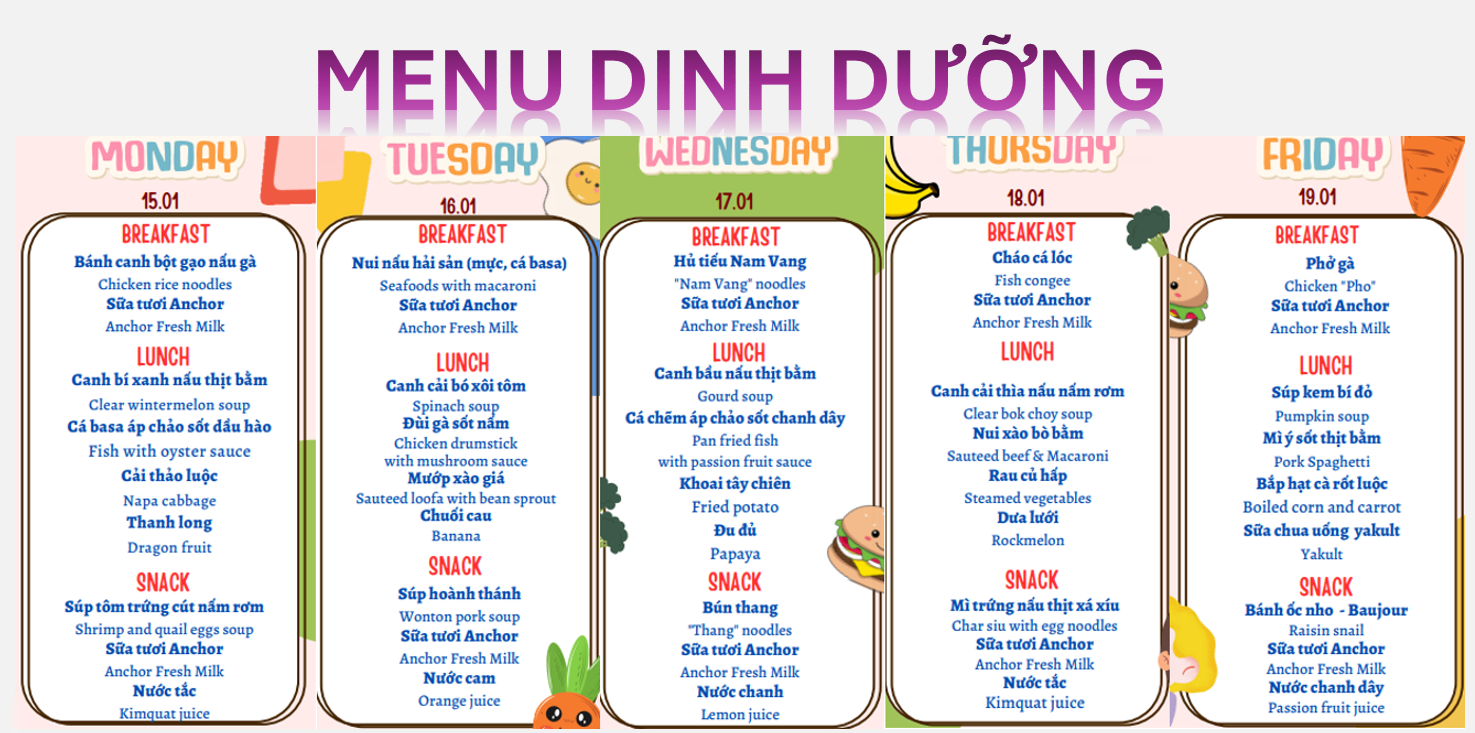 MENU DINH DƯỠNG
MONDAY
15.01
BREAKFAST
Bánh canh bột gạo nấu gà
Chicken rice noodles
Sữa tươi Anchor
Anchor Fresh Milk
LUNCH
Canh bí xanh nấu thịt bằm
Clear wintermelon soup
Cá basa áp chảo sốt dầu hào
Fish with oyster sauce
Cải thảo luộc
Napa cabbage
Thanh long
Dragon fruit
SNACK
Súp tôm trứng cút nấm rơm
Shrimp and quail eggs soup
Sữa tươi Anchor
Anchor Fresh Milk
Nước tắc
Kimquat juice
TUESDAY
16.01
BREAKFAST
Nui nấu hải sản (mực, cá basa)
Seafoods with macaroni
Sữa tươi Anchor
Anchor Fresh Milk
LUNCH
Canh cải bó xôi tôm
Spinach soup
Đùi gà sốt nấm
Chicken drumstick
with mushroom sauce
Mướp xào giá
Sauteed loofa with bean sprout
Chuối cau
Banana
SNACK
Súp hoành thánh
Wonton pork soup
Sữa tươi Anchor
Anchor Fresh Milk
Nước cam
Orange juice
WEDNESDAY
17.01
BREAKFAST
Hủ tiếu Nam Vang
"Nam Vang" noodles
Sữa tươi Anchor
Anchor Fresh Milk
LUNCH
Canh bầu nấu thịt bằm
Gourd soup
Cá chẽm áp chảo sốt chanh dây
Pan fried fish
with passion fruit sauce
Khoai tây chiên
Fried potato
Đu đủ
Papaya
SNACK
Bún thang
"Thang" noodles
Sữa tươi Anchor
Anchor Fresh Milk
Nước chanh
Lemon juice
THURSDAY
18.01
BREAKFAST
Cháo cá lóc
Fish congee
Sữa tươi Anchor
Anchor Fresh Milk
LUNCH
Canh cải thìa nấu nấm rơm
Clear bok choy soup
Nui xào bò bằm
Sauteed beef & Macaroni
Rau củ hấp
Steamed vegetables
Dưa lưới
Rockmelon
SNACK
Mì trứng nấu thịt xá xíu
Char siu with egg noodles
Sữa tươi Anchor
Anchor Fresh Milk
Nước tắc
Kimquat juice
FRIDAY
19.01
BREAKFAST
Phở gà
Chicken "Pho"
Sữa tươi Anchor
Anchor Fresh Milk
LUNCH
Súp kem bí đỏ
Pumpkin soup
Mì ý sốt thịt bằm
Pork Spaghetti
Bắp hạt cà rốt luộc
Boiled corn and carrot
Sữa chua uống yakult
Yakult
SNACK
Bánh ốc nho - Baujour
Raisin snail
Sữa tươi Anchor
Anchor Fresh Milk
Nước chanh dây
Passion fruit juice